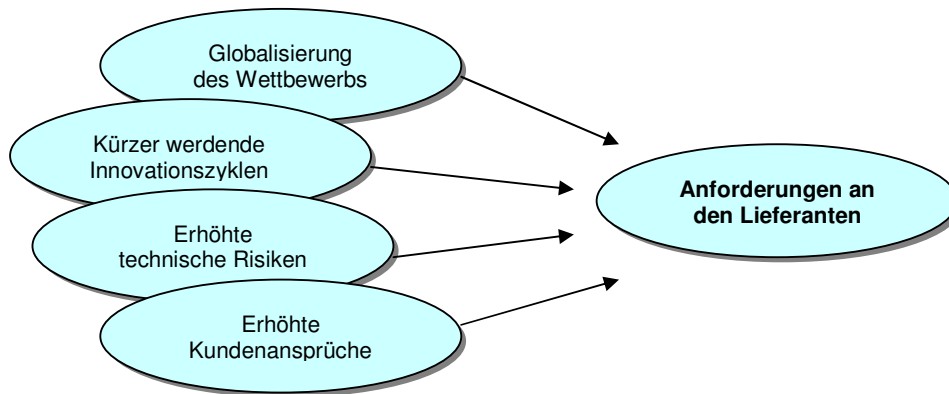 Globalisierung
des Wettbewerbs
Kürzer werdende
Innovationszyklen
Erhöhte
technische Risiken
Erhöhte
Kundenansprüche
Anforderungen an
den Lieferanten